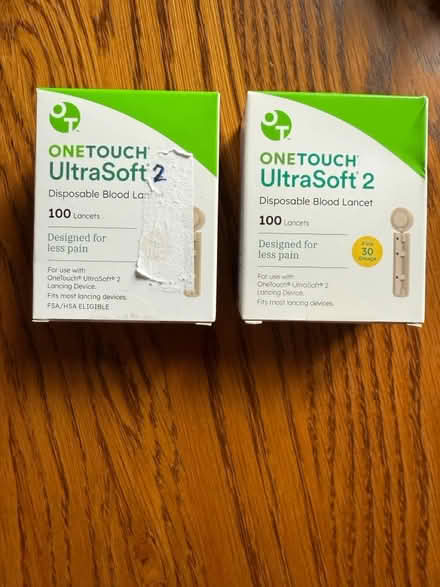 OT
ONETOUCH®
UltraSoft® 2
Disposable Blood Lan
100 Lancets
Designed for
less pain
For use with
OneTouch® UltraSoft® 2
Lancing Device.
Fits most lancing devices.
FSA/HSA ELIGIBLE
OT
ONETOUCH®
UltraSoft® 2
Disposable Blood Lancet
100 Lancets
Designed for
less pain
Fine
30
Gauge
For use with
OneTouch® UltraSoft® 2
Lancing Device.
Fits most lancing devices.